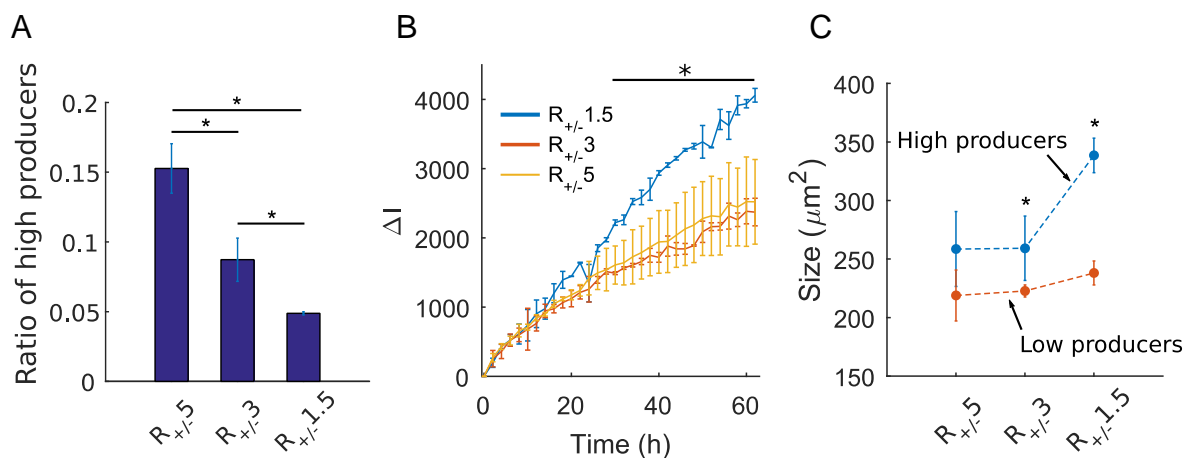 A
Ratio of high producers
0.2
0.15
0.1
0.05
0
*
*
*
R+/-5
R+/-3
R+/-1.5
B
ΔI
4000
3000
2000
1000
0
*
R+/-1.5
R+/-3
R+/-5
0 20 40 60
Time (h)
C
Size (μm²)
400
350
300
250
200
150
High producers
*
*
Low producers
R+/-5
R+/-3
R+/-1.5